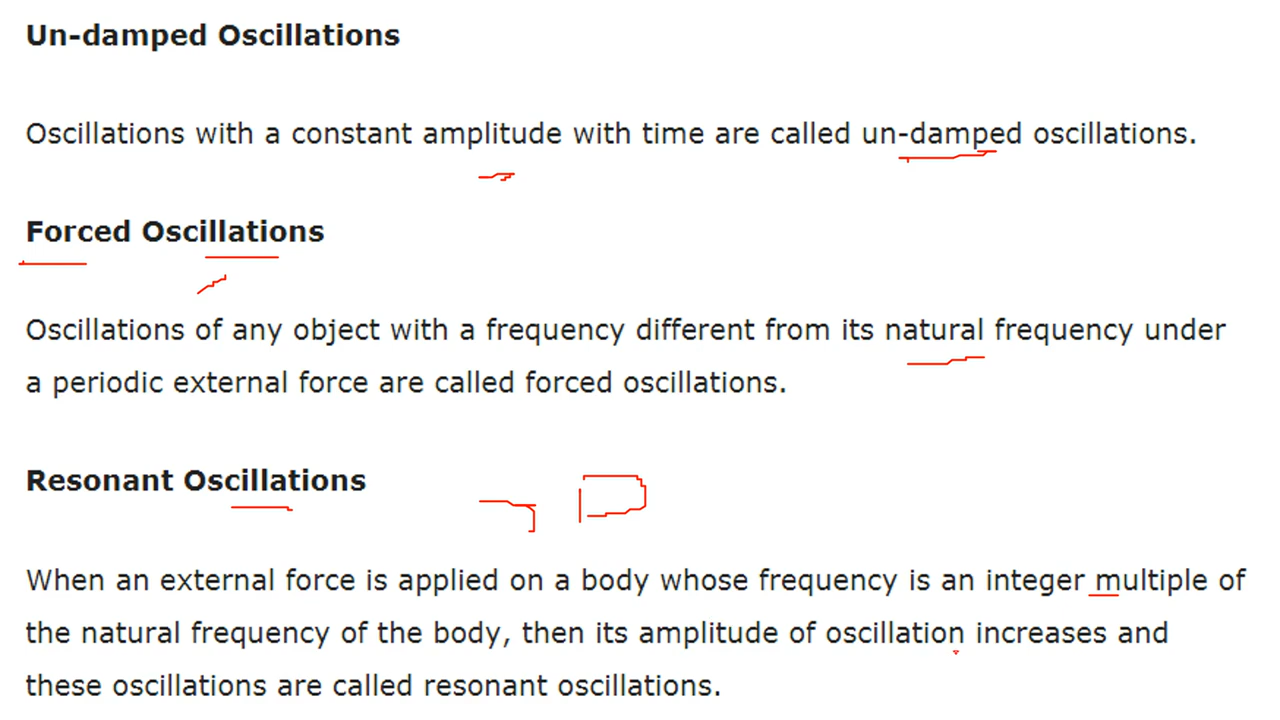 Un-damped Oscillations
Oscillations with a constant amplitude with time are called un-damped oscillations.
Forced Oscillations
Oscillations of any object with a frequency different from its natural frequency under
a periodic external force are called forced oscillations.
Resonant Oscillations
When an external force is applied on a body whose frequency is an integer multiple of
the natural frequency of the body, then its amplitude of oscillation increases and
these oscillations are called resonant oscillations.